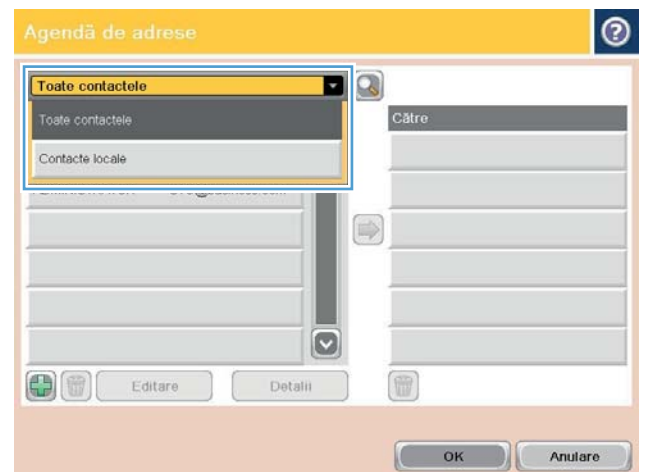 Agendă de adrese
Toate contactele
Toate contactele
Către
Contacte locale
Editare
Detalii
OK
Anulare